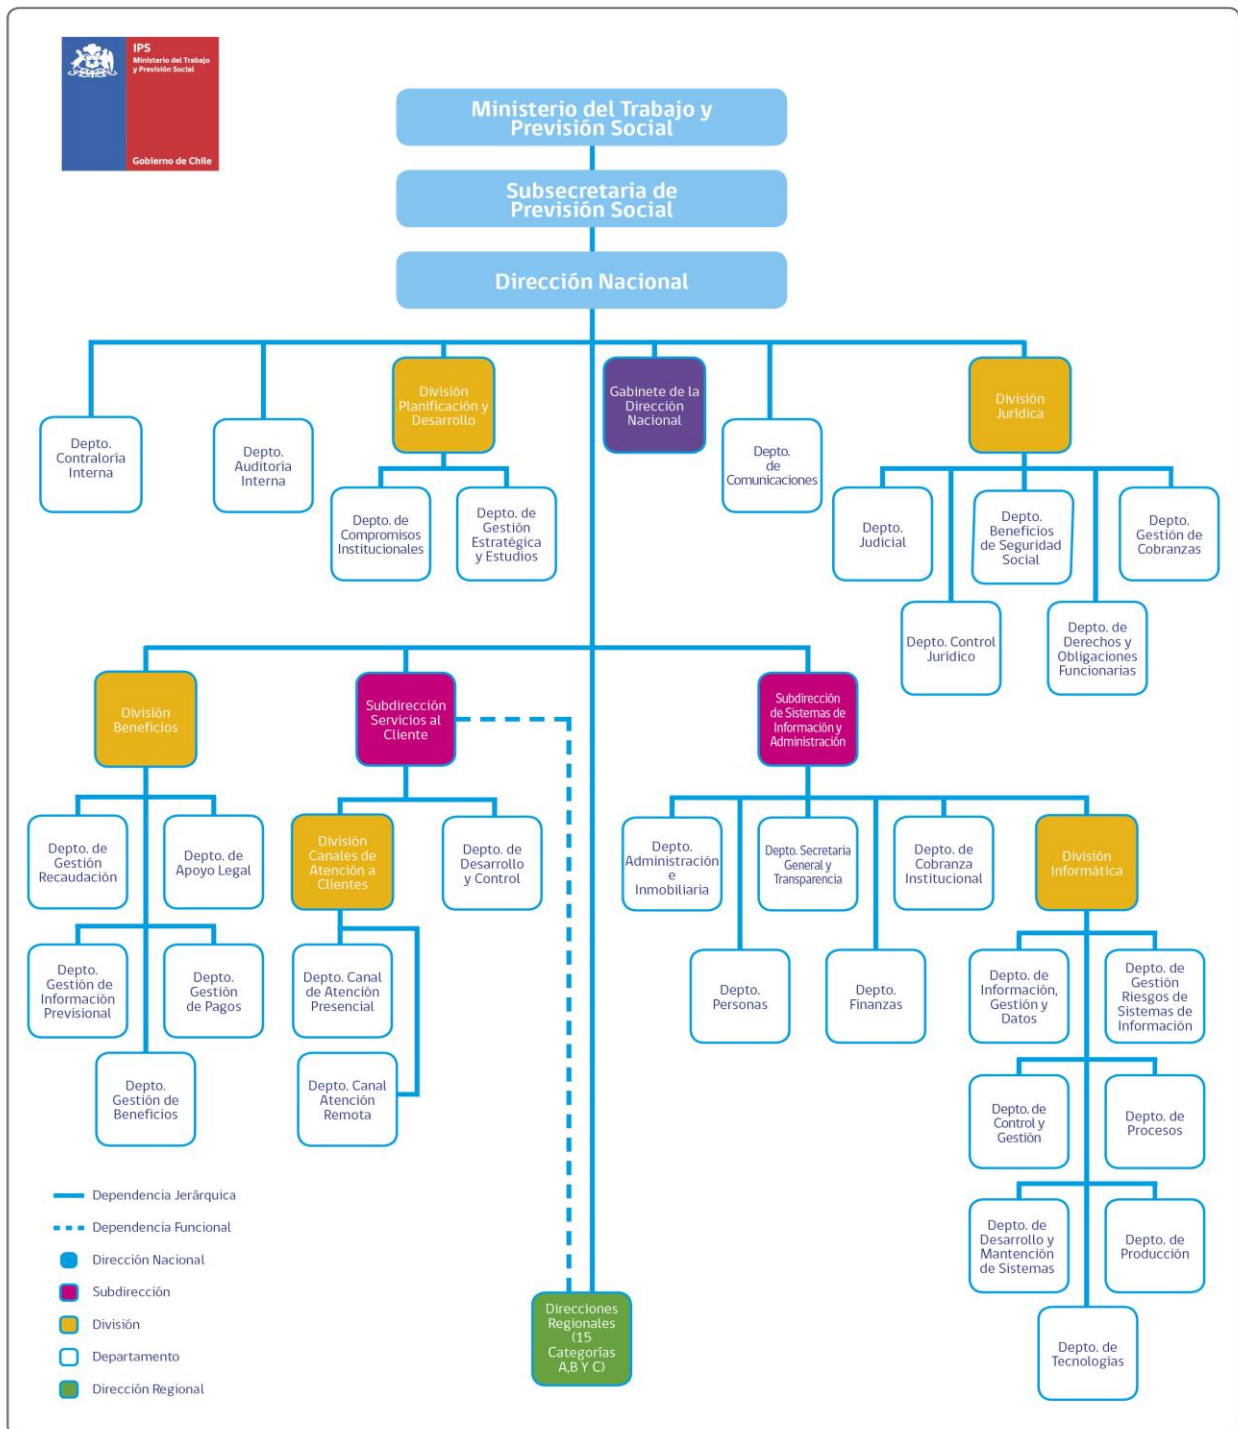 IPS
Ministerio del Trabajo
y Previsión Social
Gobierno de Chile
Ministerio del Trabajo y
Previsión Social
Subsecretaria de
Previsión Social
Dirección Nacional
División
Planificación y
Desarrollo
Gabinete de la
Dirección
Nacional
División
Jurídica
Depto.
Contraloría
Interna
Depto.
Auditoría
Interna
Depto.
de
Comunicaciones
Depto. de
Compromisos
Institucionales
Depto. de
Gestión
Estratégica
y Estudios
Depto.
Judicial
Depto.
Beneficios
de Seguridad
Social
Depto.
Gestión de
Cobranzas
Depto. Control
Jurídico
Depto. de
Derechos y
Obligaciones
Funcionarias
División
Beneficios
Subdirección
Servicios al
Cliente
Subdirección
de Sistemas de
Información y
Administración
Depto. de
Gestión
Recaudación
Depto. de
Apoyo Legal
División
Canales de
Atención a
Clientes
Depto. de
Desarrollo
y Control
Depto.
Administración
e
Inmobiliaria
Depto. Secretaria
General y
Transparencia
Depto. de
Cobranza
Institucional
División
Informática
Depto.
Gestión de
Información
Previsional
Depto.
Gestión
de Pagos
Depto. Canal
de Atención
Presencial
Depto.
Personas
Depto.
Finanzas
Depto. de
Información,
Gestión y
Datos
Depto. de
Gestión
Riesgos de
Sistemas de
Información
Depto.
Gestión de
Beneficios
Depto. Canal
Atención
Remota
Depto. de
Control y
Gestión
Depto. de
Procesos
Depto. de
Desarrollo y
Mantención
de Sistemas
Depto. de
Producción
Direcciones
Regionales
(15
Categorías
A,B Y C)
Depto. de
Tecnologías
Dependencia Jerárquica
Dependencia Funcional
Dirección Nacional
Subdirección
División
Departamento
Dirección Regional